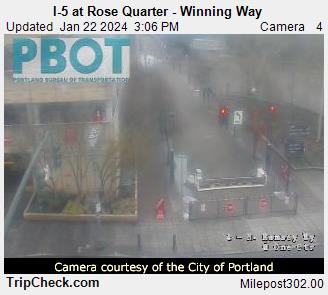 I-5 at Rose Quarter - Winning Way
Updated Jan 22 2024 3:06 PM Camera 4
PBOT
PORTLAND BUREAU OF TRANSPORTATION
Camera courtesy of the City of Portland
TripCheck.com Milepost302.00